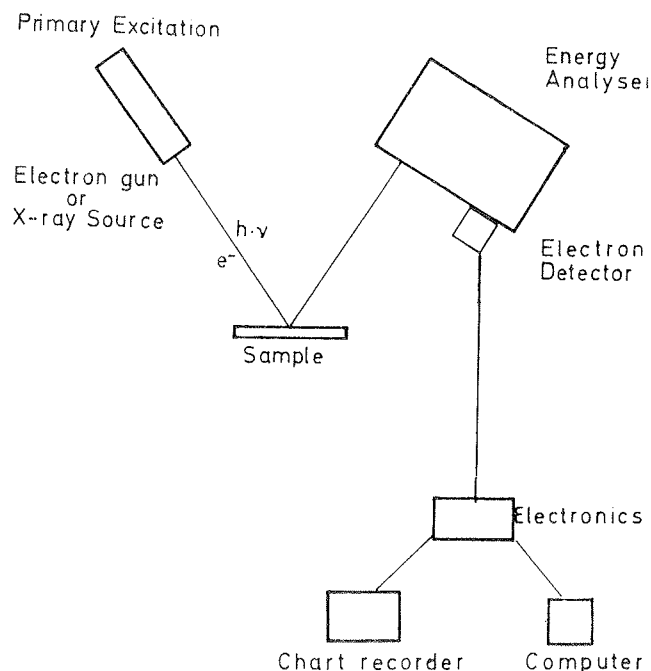 Primary Excitation
Energy
Analyser
Electron gun
or
X-ray Source
h·ν
e⁻
Electron
Detector
Sample
Electronics
Chart recorder
Computer